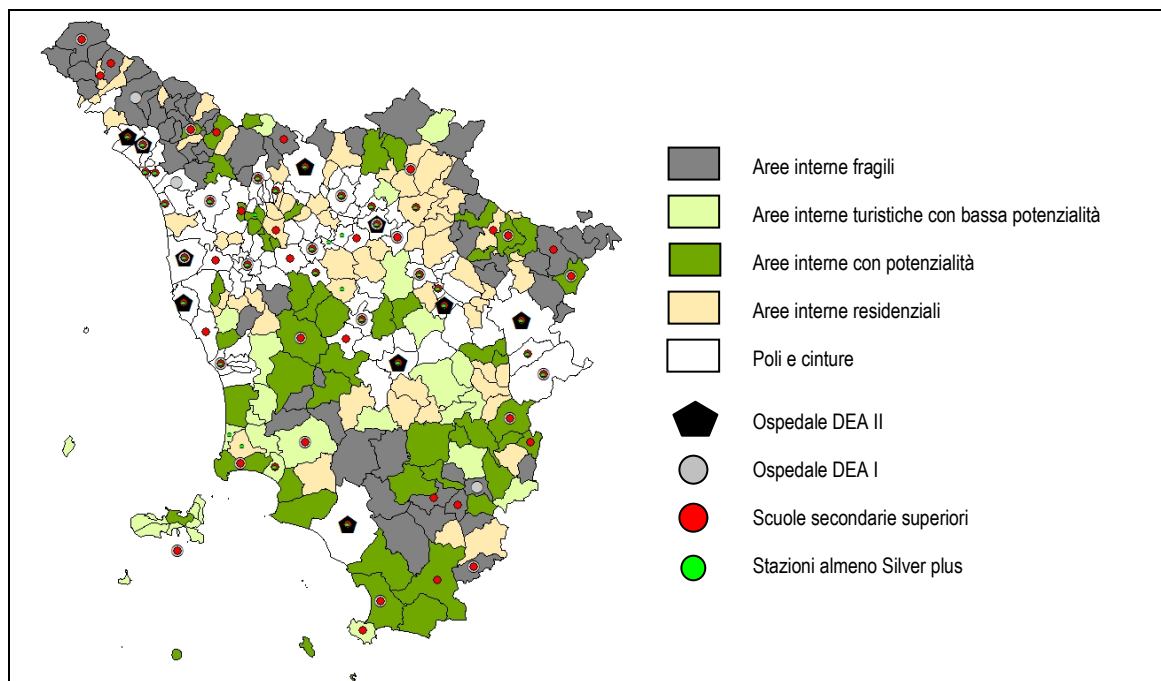 Aree interne fragili
Aree interne turistiche con bassa potenzialità
Aree interne con potenzialità
Aree interne residenziali
Poli e cinture
Ospedale DEA II
Ospedale DEA I
Scuole secondarie superiori
Stazioni almeno Silver plus